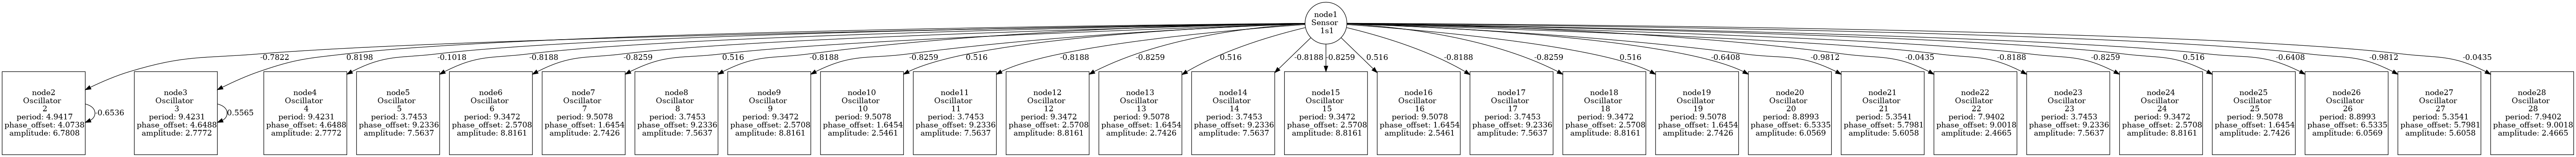 node1
Sensor
1s1
-0.7822
0.8198
-0.1018
-0.8188
-0.8259
0.516
-0.8188
-0.8259
0.516
-0.8188
-0.8259
0.516
-0.8188
-0.8259
0.516
-0.8188
-0.8259
0.516
-0.6408
-0.9812
-0.0435
-0.8188
-0.8259
0.516
-0.6408
-0.9812
-0.0435
node2
Oscillator
2
period: 4.9417
phase_offset: 4.0738
amplitude: 6.7808
-0.6536
node3
Oscillator
3
period: 9.4231
phase_offset: 4.6488
amplitude: 2.7772
0.5565
node4
Oscillator
4
period: 9.4231
phase_offset: 4.6488
amplitude: 2.7772
node5
Oscillator
5
period: 3.7453
phase_offset: 9.2336
amplitude: 7.5637
node6
Oscillator
6
period: 9.3472
phase_offset: 2.5708
amplitude: 8.8161
node7
Oscillator
7
period: 9.5078
phase_offset: 1.6454
amplitude: 2.7426
node8
Oscillator
8
period: 3.7453
phase_offset: 9.2336
amplitude: 7.5637
node9
Oscillator
9
period: 9.3472
phase_offset: 2.5708
amplitude: 8.8161
node10
Oscillator
10
period: 9.5078
phase_offset: 1.6454
amplitude: 2.5461
node11
Oscillator
11
period: 3.7453
phase_offset: 9.2336
amplitude: 7.5637
node12
Oscillator
12
period: 9.3472
phase_offset: 2.5708
amplitude: 8.8161
node13
Oscillator
13
period: 9.5078
phase_offset: 1.6454
amplitude: 2.7426
node14
Oscillator
14
period: 3.7453
phase_offset: 9.2336
amplitude: 7.5637
node15
Oscillator
15
period: 9.3472
phase_offset: 2.5708
amplitude: 8.8161
node16
Oscillator
16
period: 9.5078
phase_offset: 1.6454
amplitude: 2.5461
node17
Oscillator
17
period: 3.7453
phase_offset: 9.2336
amplitude: 7.5637
node18
Oscillator
18
period: 9.3472
phase_offset: 2.5708
amplitude: 8.8161
node19
Oscillator
19
period: 9.5078
phase_offset: 1.6454
amplitude: 2.7426
node20
Oscillator
20
period: 8.8993
phase_offset: 6.5335
amplitude: 6.0569
node21
Oscillator
21
period: 5.3541
phase_offset: 5.7981
amplitude: 5.6058
node22
Oscillator
22
period: 7.9402
phase_offset: 9.0018
amplitude: 2.4665
node23
Oscillator
23
period: 3.7453
phase_offset: 9.2336
amplitude: 7.5637
node24
Oscillator
24
period: 9.3472
phase_offset: 2.5708
amplitude: 8.8161
node25
Oscillator
25
period: 9.5078
phase_offset: 1.6454
amplitude: 2.7426
node26
Oscillator
26
period: 8.8993
phase_offset: 6.5335
amplitude: 6.0569
node27
Oscillator
27
period: 5.3541
phase_offset: 5.7981
amplitude: 5.6058
node28
Oscillator
28
period: 7.9402
phase_offset: 9.0018
amplitude: 2.4665